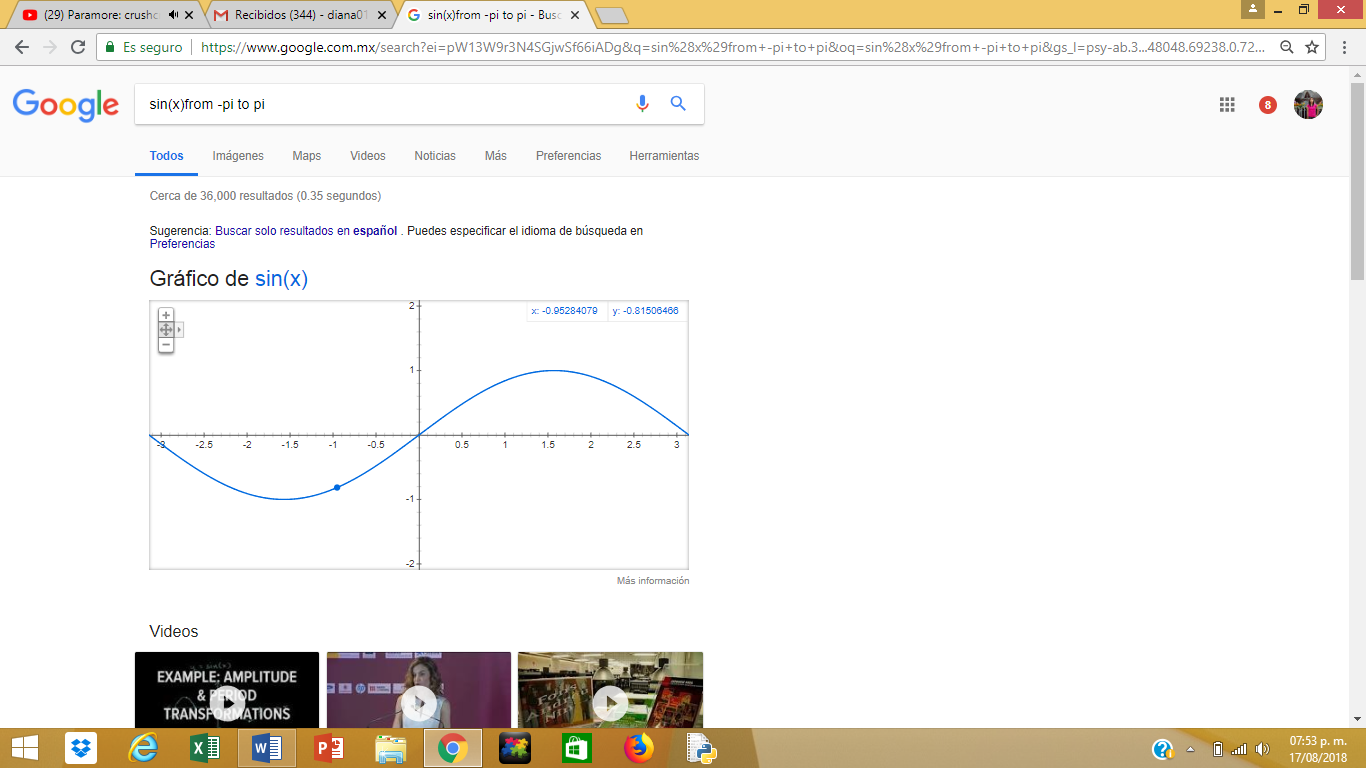 (29) Paramore: crushc
Recibidos (344) - diana01
sin(x)from -pi to pi - Bus
Es seguro
https://www.google.com.mx/search?ei=pW13W9r3N4SGjwSf66iADg&q=sin%28x%29from+-pi+to+pi&oq=sin%28x%29from+-pi+to+pi&gs_l=psy-ab.3...48048.69238.0.72...
Google
sin(x)from -pi to pi
8
Todos Imágenes Maps Videos Noticias Más Preferencias Herramientas
Cerca de 36,000 resultados (0.35 segundos)
Sugerencia: Buscar solo resultados en español . Puedes especificar el idioma de búsqueda en
Preferencias
Gráfico de sin(x)
x: -0.95284079 y: -0.81506466
2
1
-3 -2.5 -2 -1.5 -1 -0.5 0.5 1 1.5 2 2.5 3
-1
-2
Más información
Videos
y = sin(x)
EXAMPLE: AMPLITUDE
& PERIOD
TRANSFORMATIONS
07:53 p. m.
17/08/2018